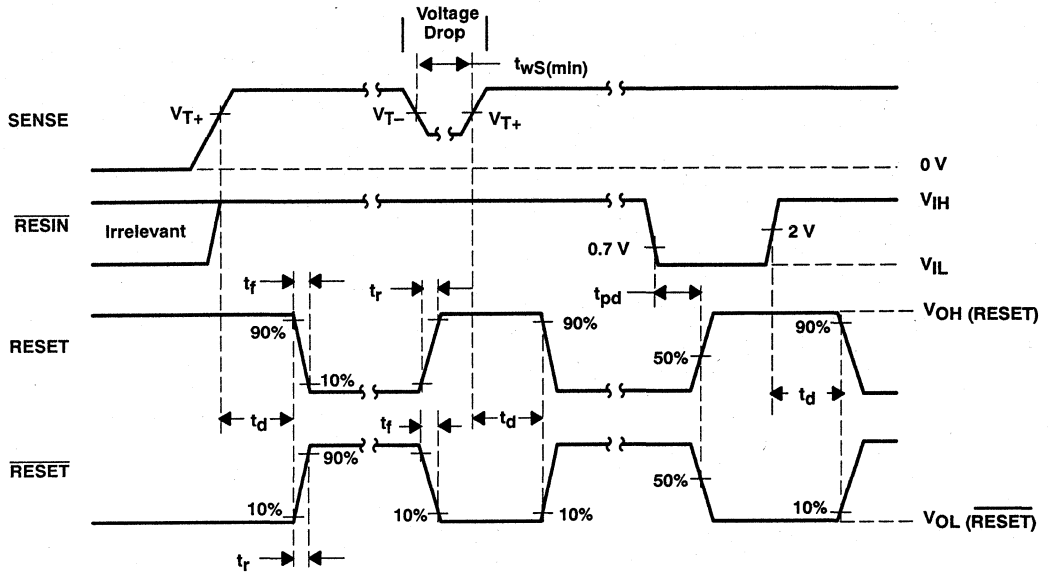 Voltage
Drop
twS(min)
SENSE
VT+
VT−
VT+
0 V
RESIN
Irrelevant
VIH
0.7 V
2 V
VIL
tf
tr
tpd
VOH (RESET)
RESET
90%
10%
90%
50%
90%
td
tf
td
td
RESET
90%
10%
10%
10%
50%
10%
VOL (RESET)
tr